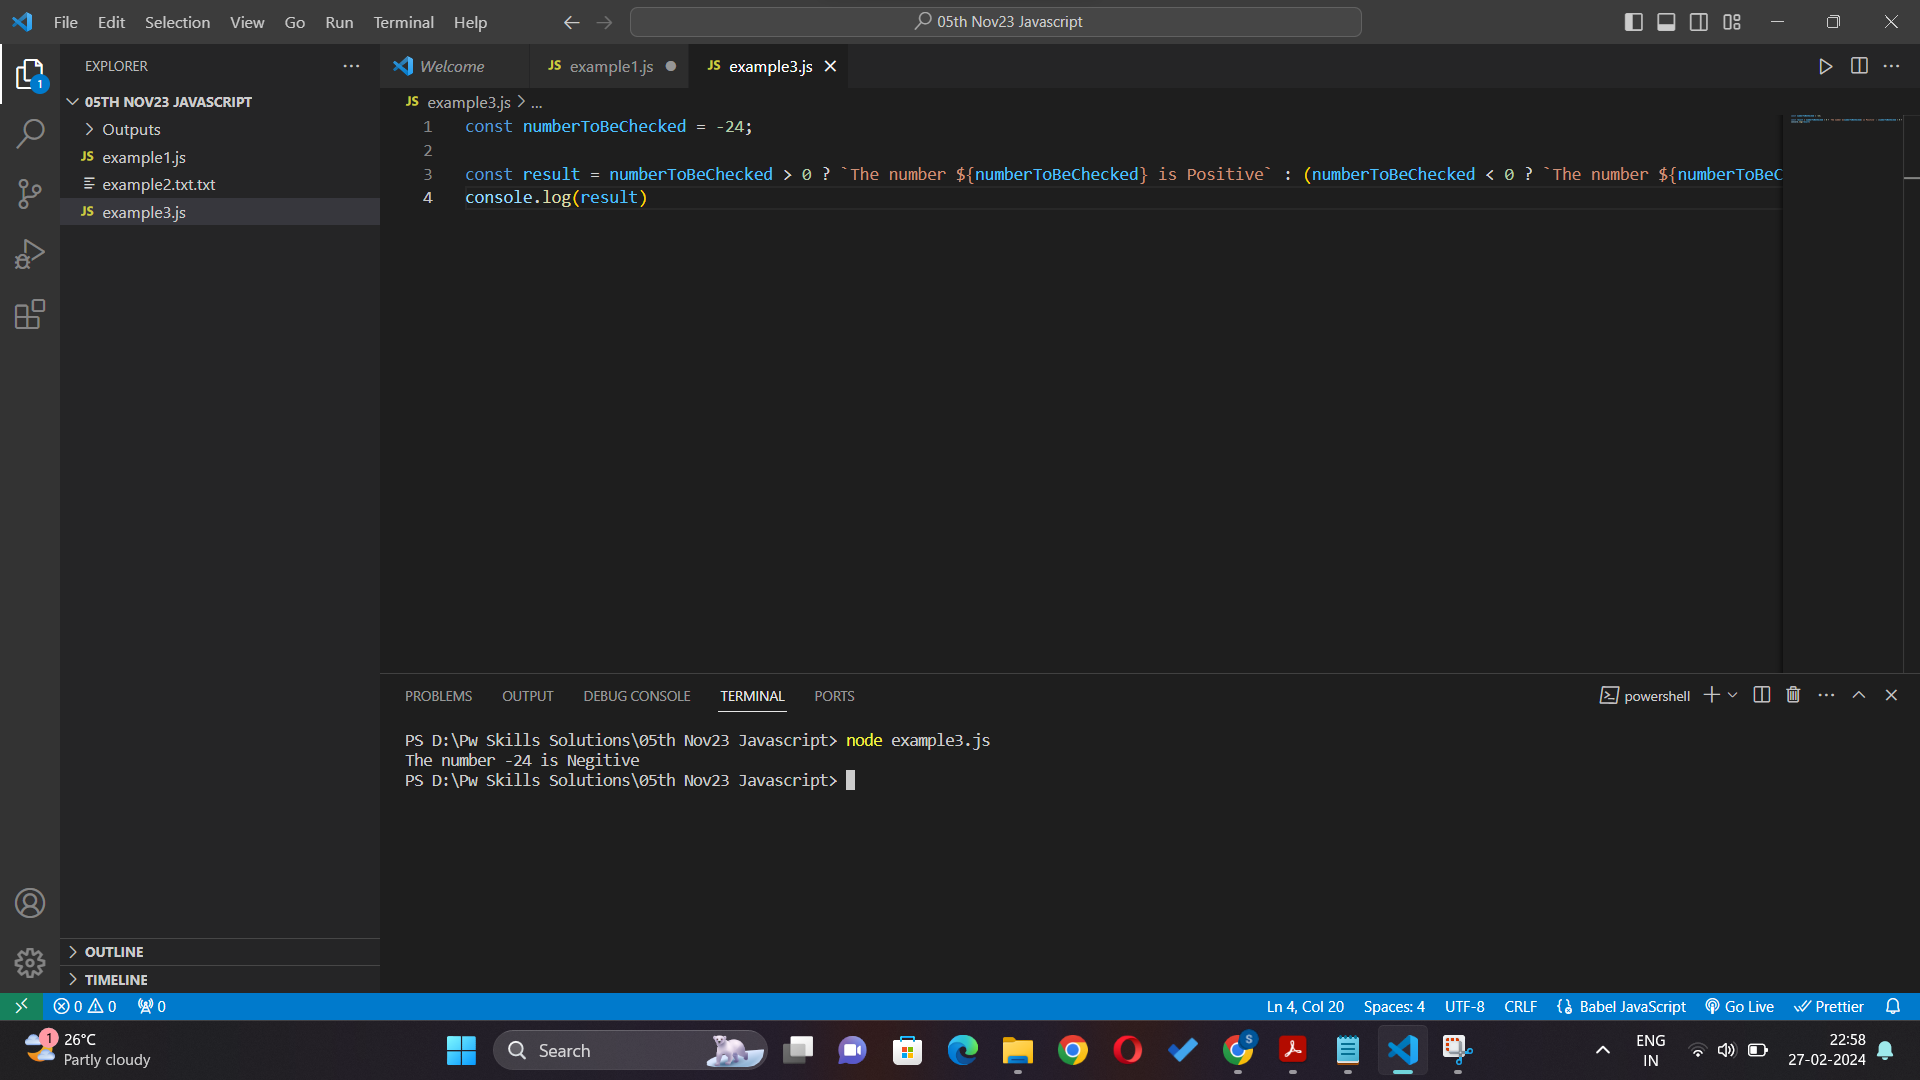 File Edit Selection View Go Run Terminal Help
05th Nov23 Javascript
EXPLORER
Welcome
JS example1.js
JS example3.js
1
05TH NOV23 JAVASCRIPT
Outputs
JS example1.js
example2.txt.txt
JS example3.js
JS example3.js > ...
1 const numberToBeChecked = -24;
2
3 const result = numberToBeChecked > 0 ? `The number ${numberToBeChecked} is Positive` : (numberToBeChecked < 0 ? `The number ${numberToBeC
4 console.log(result)
PROBLEMS OUTPUT DEBUG CONSOLE TERMINAL PORTS
powershell
PS D:\Pw Skills Solutions\05th Nov23 Javascript> node example3.js
The number -24 is Negitive
PS D:\Pw Skills Solutions\05th Nov23 Javascript>
OUTLINE
TIMELINE
0 0 0
Ln 4, Col 20 Spaces: 4 UTF-8 CRLF Babel JavaScript Go Live Prettier
1
26°C
Partly cloudy
Search
S
ENG
IN
22:58
27-02-2024